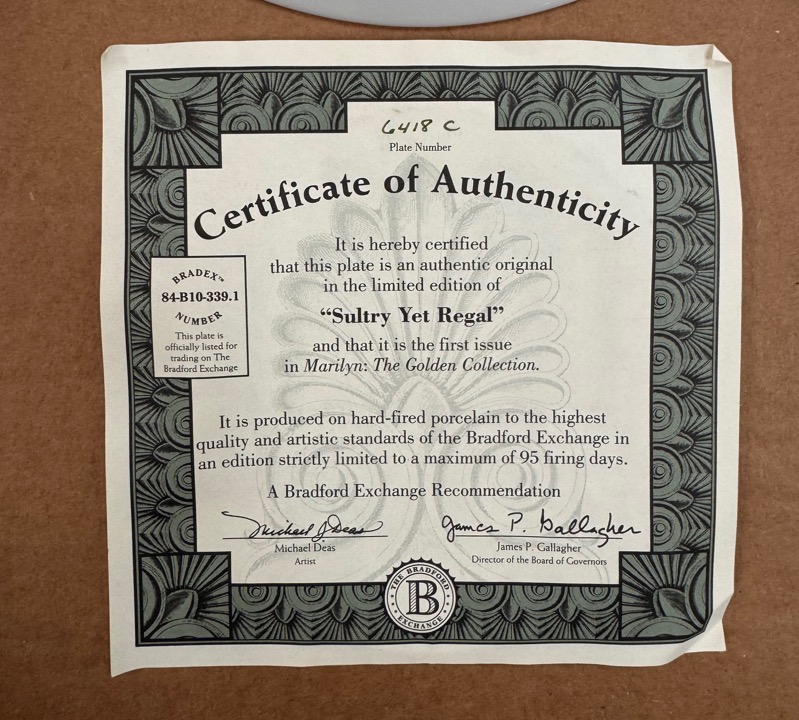 6418 C
Plate Number
Certificate of Authenticity
It is hereby certified
that this plate is an authentic original
in the limited edition of
“Sultry Yet Regal”
and that it is the first issue
in Marilyn: The Golden Collection.
BRADEX™
84-B10-339.1
NUMBER
This plate is
officially listed for
trading on The
Bradford Exchange
It is produced on hard-fired porcelain to the highest
quality and artistic standards of the Bradford Exchange in
an edition strictly limited to a maximum of 95 firing days.
A Bradford Exchange Recommendation
Michael J. Deas
Michael Deas
Artist
James P. Gallagher
James P. Gallagher
Director of the Board of Governors
THE BRADFORD
B
EXCHANGE